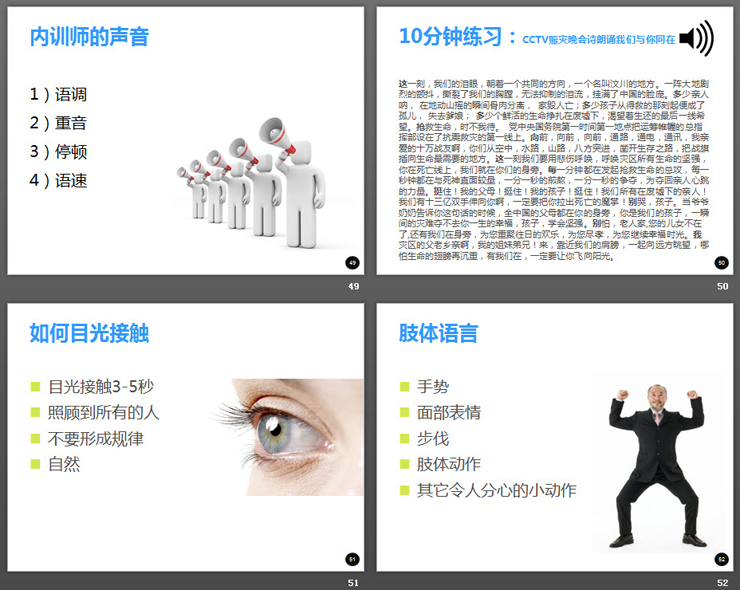 内训师的声音
1）语调
2）重音
3）停顿
4）语速
49
49
10分钟练习：CCTV赈灾晚会诗朗诵我们与你同在
这一刻，我们的泪眼，朝着一个共同的方向，一个名叫汶川的地方。一阵大地剧
烈的颤抖，撕裂了我们的胸膛，无法抑制的泪流，挂满了中国的脸庞。多少亲人
呐， 在地动山摇的瞬间骨肉分离， 家毁人亡；多少孩子从得救的那刻起便成了
孤儿， 失去爹娘； 多少个鲜活的生命挣扎在废墟下，渴望着生还的最后一线希
望。抢救生命，时不我待。 党中央国务院第一时间第一地点把运筹帷幄的总指
挥部设在了抗震救灾的第一线上。向前，向前，向前，通路，通电，通讯，我亲
爱的十万战友啊，你们从空中，水路，山路，八方突进，凿开生存之路，把战旗
插向生命最需要的地方。这一刻我们要用悲伤呼唤，呼唤灾区所有生命的坚强，
你在死亡线上，我们就在你们的身旁。每一分钟都在发起抢救生命的总攻，每一
秒钟都在与死神直面较量，一分一秒的煎熬，一分一秒的争夺，为夺回亲人心跳
的力量。挺住！我的父母！挺住！我的孩子！挺住！我们所有在废墟下的亲人！
我们有十三亿双手伸向你啊，一定要把你拉出死亡的魔掌！别哭，孩子。当爷爷
奶奶告诉你这句话的时候，全中国的父母都在你的身旁，你是我们的孩子，一瞬
间的灾难夺不去你一生的幸福，孩子，学会坚强。别怕，老人家,您的儿女不在
了,还有我们在身旁，为您重聚往日的欢乐，为您尽孝，为您继续幸福时光。我
灾区的父老乡亲啊，我的姐妹弟兄！来，靠近我们的肩膀，一起向远方眺望，哪
怕生命的翅膀再沉重，有我们在，一定要让你飞向阳光。
50
50
如何目光接触
目光接触3-5秒
照顾到所有的人
不要形成规律
自然
51
51
肢体语言
手势
面部表情
步伐
肢体动作
其它令人分心的小动作
52
52